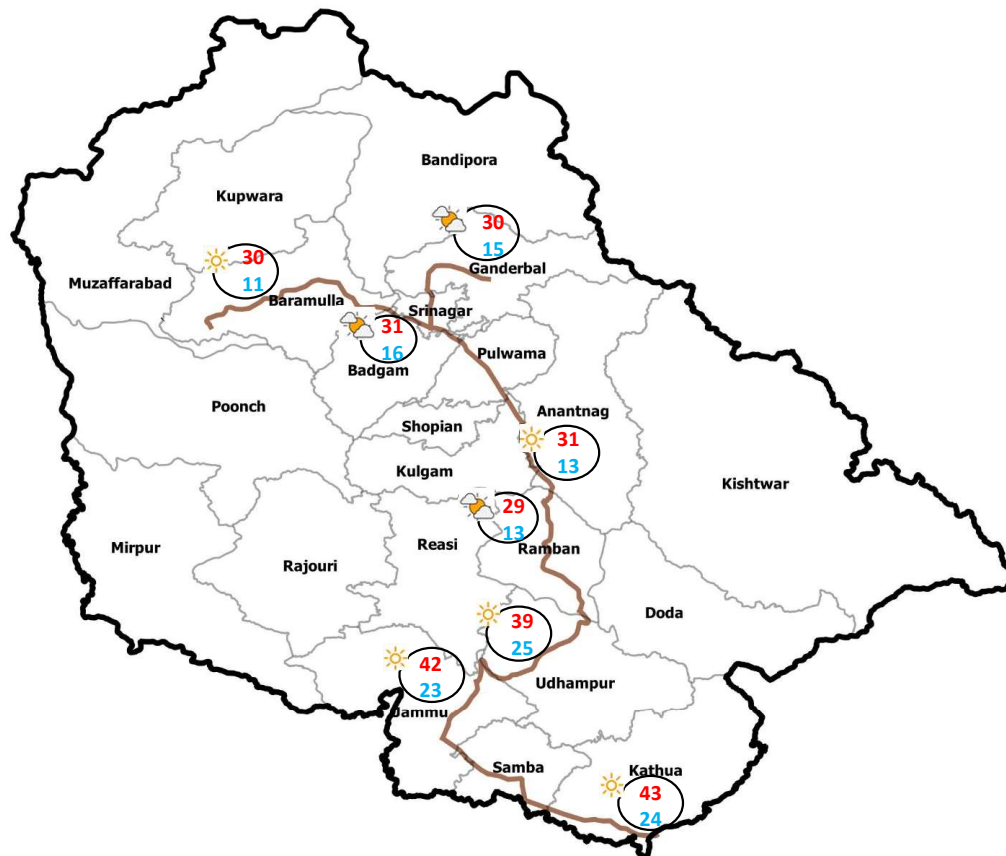 Bandipora
Kupwara
30
15
30
11
Ganderbal
Muzaffarabad
Baramulla
Srinagar
31
16
Pulwama
Badgam
Poonch
Anantnag
Shopian
31
13
Kulgam
Kishtwar
29
13
Mirpur
Reasi
Ramban
Rajouri
Doda
39
25
42
23
Udhampur
Jammu
Samba
Kathua
43
24